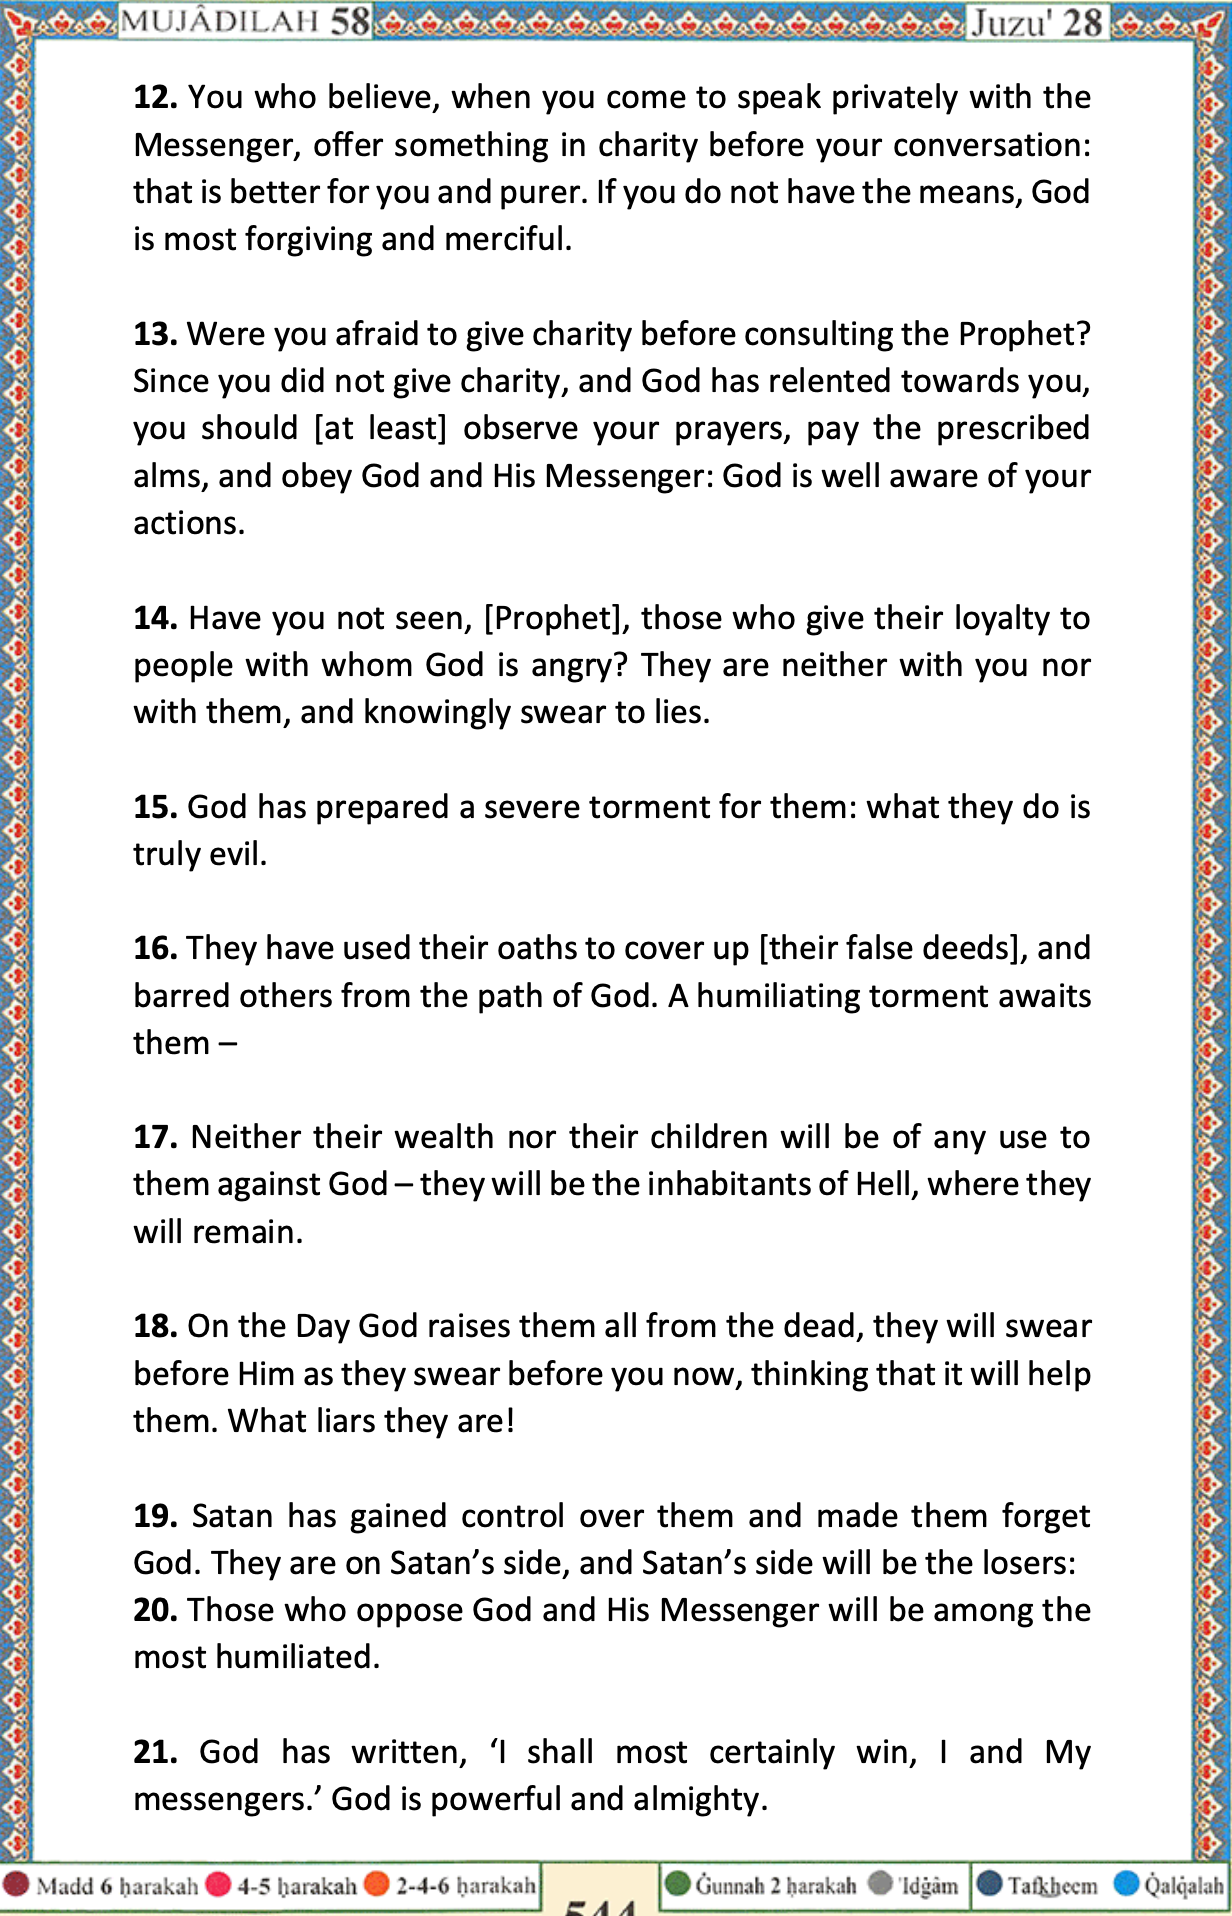 MUJÂDILAH 58
Juzu' 28
12. You who believe, when you come to speak privately with the
Messenger, offer something in charity before your conversation:
that is better for you and purer. If you do not have the means, God
is most forgiving and merciful.
13. Were you afraid to give charity before consulting the Prophet?
Since you did not give charity, and God has relented towards you,
you should [at least] observe your prayers, pay the prescribed
alms, and obey God and His Messenger: God is well aware of your
actions.
14. Have you not seen, [Prophet], those who give their loyalty to
people with whom God is angry? They are neither with you nor
with them, and knowingly swear to lies.
15. God has prepared a severe torment for them: what they do is
truly evil.
16. They have used their oaths to cover up [their false deeds], and
barred others from the path of God. A humiliating torment awaits
them –
17. Neither their wealth nor their children will be of any use to
them against God – they will be the inhabitants of Hell, where they
will remain.
18. On the Day God raises them all from the dead, they will swear
before Him as they swear before you now, thinking that it will help
them. What liars they are!
19. Satan has gained control over them and made them forget
God. They are on Satan’s side, and Satan’s side will be the losers:
20. Those who oppose God and His Messenger will be among the
most humiliated.
21. God has written, ‘I shall most certainly win, I and My
messengers.’ God is powerful and almighty.
Madd 6 ḥarakah 4-5 ḥarakah 2-4-6 ḥarakah
544
Ġunnah 2 ḥarakah 'Idġâm Tafkheem Q̇alq̇alah